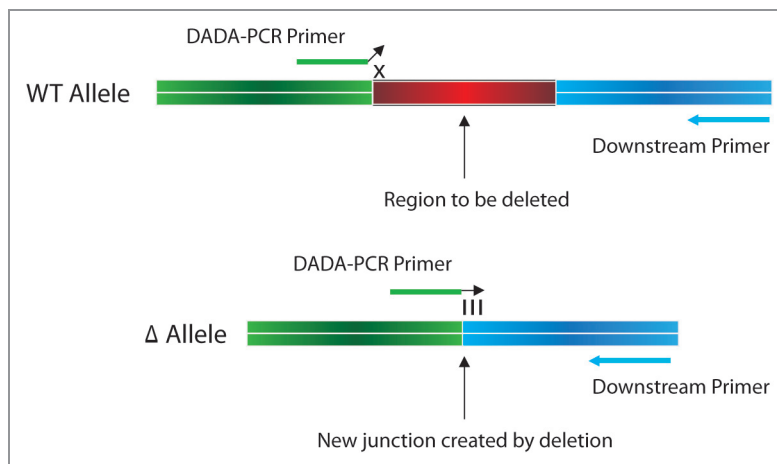 DADA-PCR Primer
X
WT Allele
Downstream Primer
Region to be deleted
DADA-PCR Primer
III
Δ Allele
Downstream Primer
New junction created by deletion